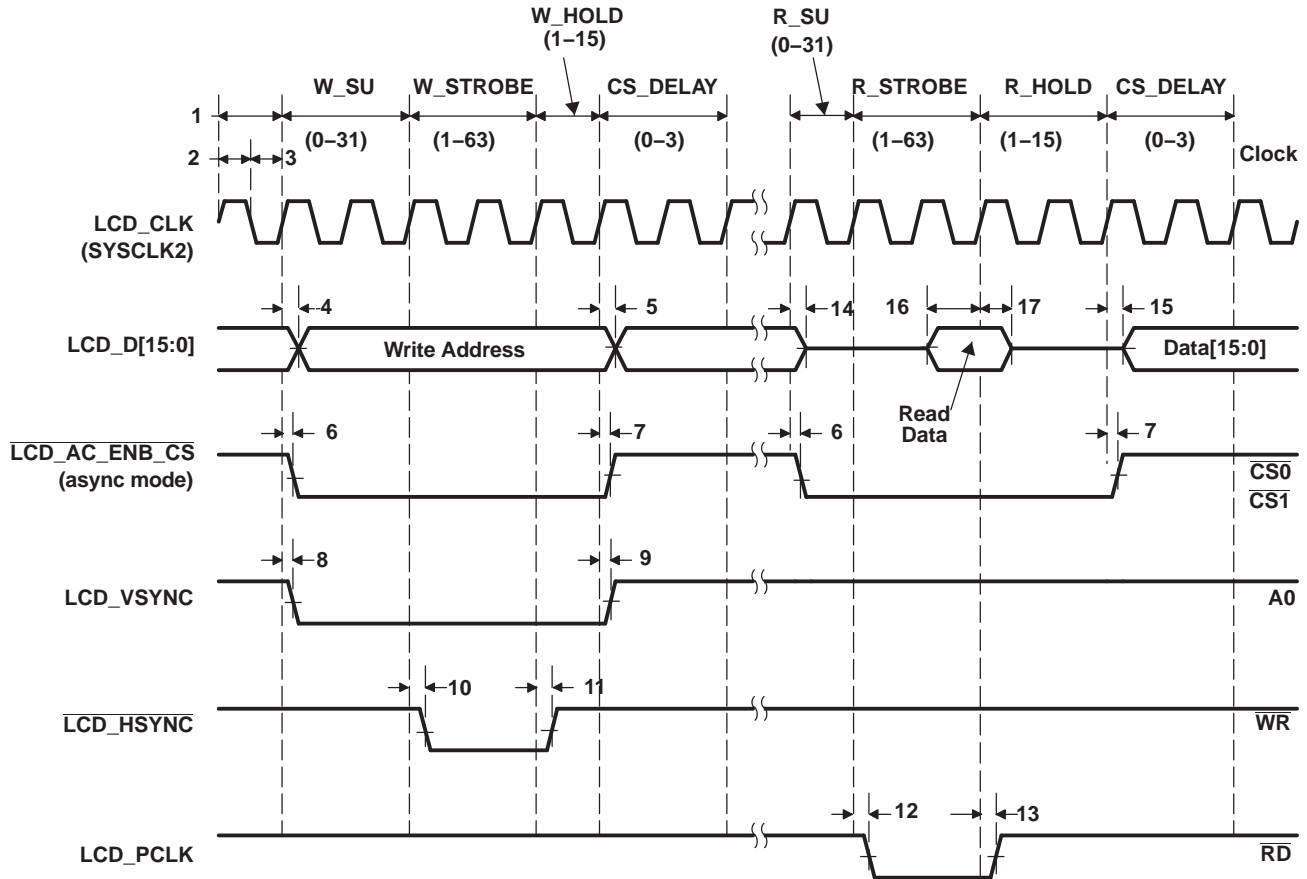 W_HOLD
(1–15)
R_SU
(0–31)
W_SU
W_STROBE
CS_DELAY
R_STROBE
R_HOLD
CS_DELAY
1
(0–31)
(1–63)
(0–3)
(1–63)
(1–15)
(0–3)
2
3
Clock
LCD_CLK
(SYSCLK2)
4
5
14
16
17
15
LCD_D[15:0]
Write Address
Data[15:0]
Read
Data
6
7
6
7
LCD_AC_ENB_CS
(async mode)
CS0
CS1
8
9
LCD_VSYNC
A0
10
11
LCD_HSYNC
WR
12
13
LCD_PCLK
RD